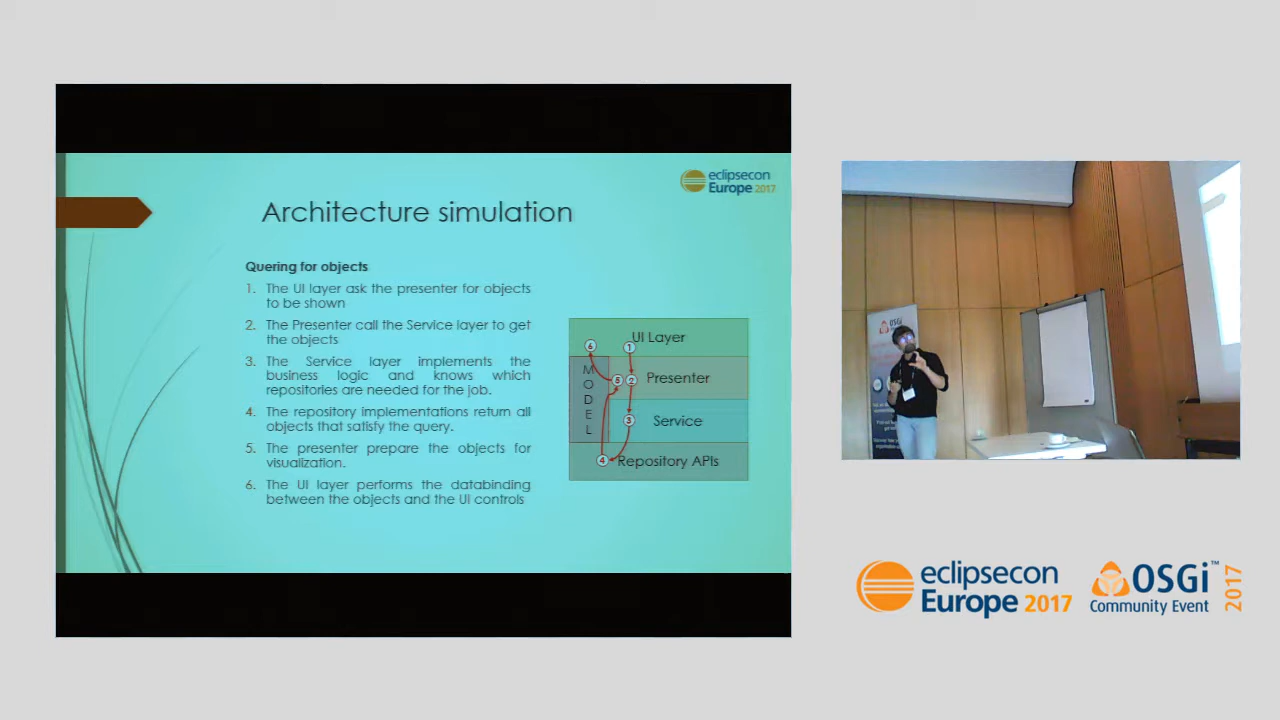 eclipsecon
Europe 2017
Architecture simulation
Quering for objects
1. The UI layer ask the presenter for objects
to be shown
2. The Presenter call the Service layer to get
the objects
3. The Service layer implements the
business logic and knows which
repositories are needed for the job.
4. The repository implementations return all
objects that satisfy the query.
5. The presenter prepare the objects for
visualization.
6. The UI layer performs the databinding
between the objects and the UI controls
UI Layer
6 1
MODEL
5 2 Presenter
3 Service
4 Repository APIs
OSGi
eclipsecon
Europe 2017
OSGi™
Community Event
2017